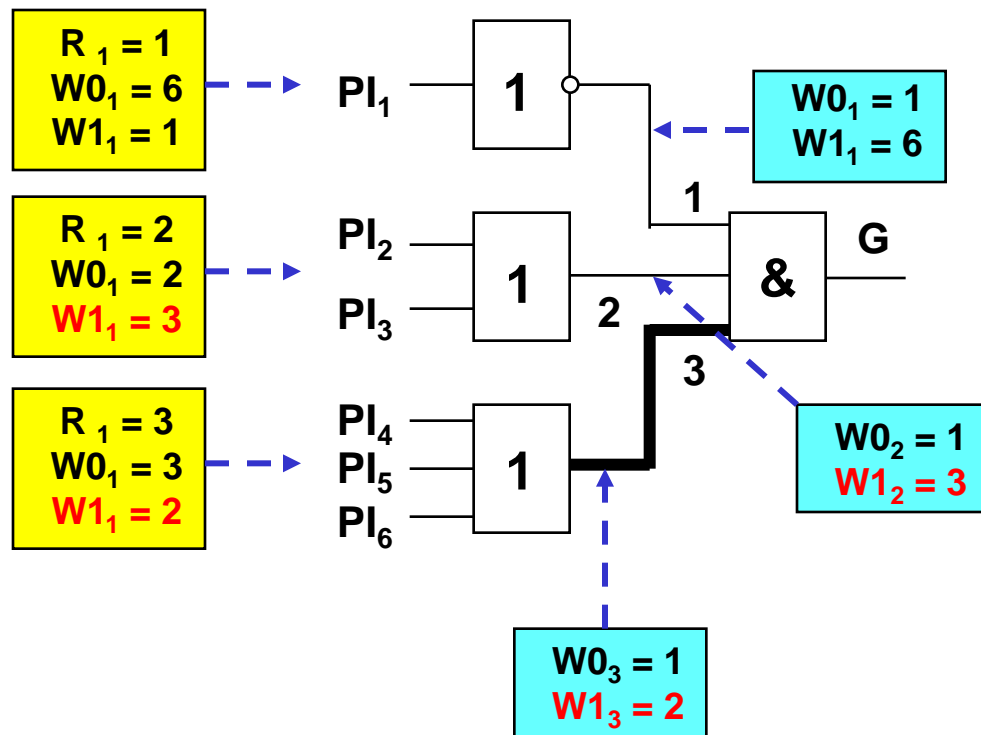 R 1 = 1
W01 = 6
W11 = 1
PI1
1
W01 = 1
W11 = 6
1
R 1 = 2
W01 = 2
W11 = 3
PI2
PI3
1
2
&
G
3
R 1 = 3
W01 = 3
W11 = 2
PI4
PI5
PI6
1
W02 = 1
W12 = 3
W03 = 1
W13 = 2